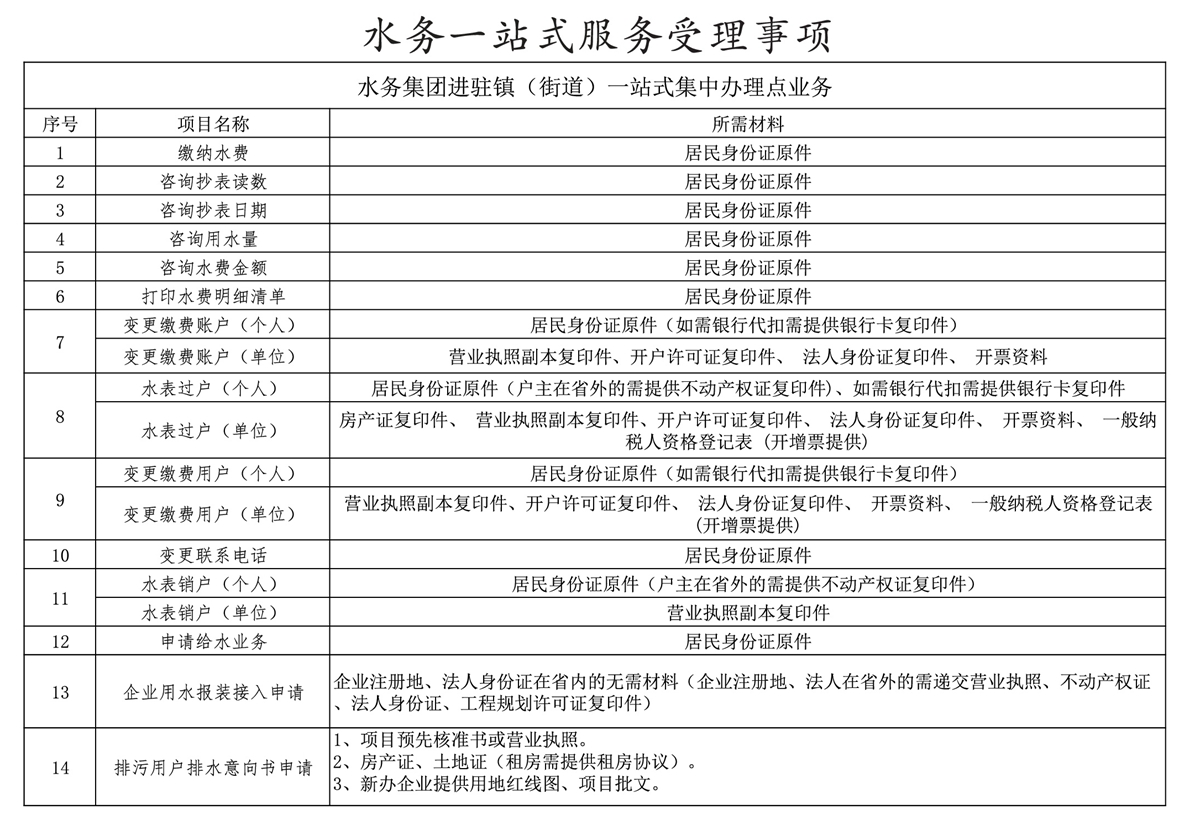 水务一站式服务受理事项
水务集团进驻镇（街道）一站式集中办理点业务
序号 项目名称 所需材料
1 缴纳水费 居民身份证原件
2 咨询抄表读数 居民身份证原件
3 咨询抄表日期 居民身份证原件
4 咨询用水量 居民身份证原件
5 咨询水费金额 居民身份证原件
6 打印水费明细清单 居民身份证原件
7 变更缴费账户（个人） 居民身份证原件（如需银行代扣需提供银行卡复印件）
变更缴费账户（单位） 营业执照副本复印件、开户许可证复印件、 法人身份证复印件、 开票资料
8 水表过户（个人） 居民身份证原件（户主在省外的需提供不动产权证复印件）、如需银行代扣需提供银行卡复印件
水表过户（单位） 房产证复印件、 营业执照副本复印件、开户许可证复印件、 法人身份证复印件、 开票资料、 一般纳
税人资格登记表 (开增票提供)
9 变更缴费用户（个人） 居民身份证原件（如需银行代扣需提供银行卡复印件）
变更缴费用户（单位） 营业执照副本复印件、开户许可证复印件、 法人身份证复印件、 开票资料、 一般纳税人资格登记表
(开增票提供)
10 变更联系电话 居民身份证原件
11 水表销户（个人） 居民身份证原件（户主在省外的需提供不动产权证复印件）
水表销户（单位） 营业执照副本复印件
12 申请给水业务 居民身份证原件
13 企业用水报装接入申请 企业注册地、法人身份证在省内的无需材料（企业注册地、法人在省外的需递交营业执照、不动产权证
、法人身份证、工程规划许可证复印件）
14 排污用户排水意向书申请 1、项目预先核准书或营业执照。
2、房产证、土地证（租房需提供租房协议）。
3、新办企业提供用地红线图、项目批文。